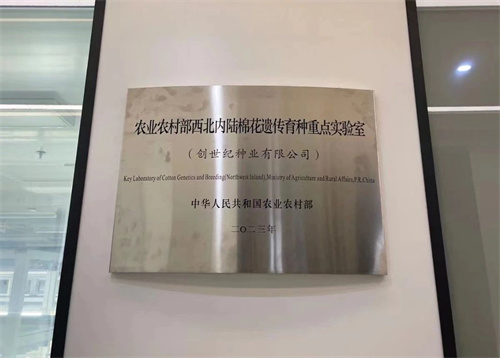 农业农村部西北内陆棉花遗传育种重点实验室
（创世纪种业有限公司）
Key Laboratory of Cotton Genetics and Breeding(Northwest Inland),Ministry of Agriculture and Rural Affairs,P.R.China
中华人民共和国农业农村部
二〇二三年